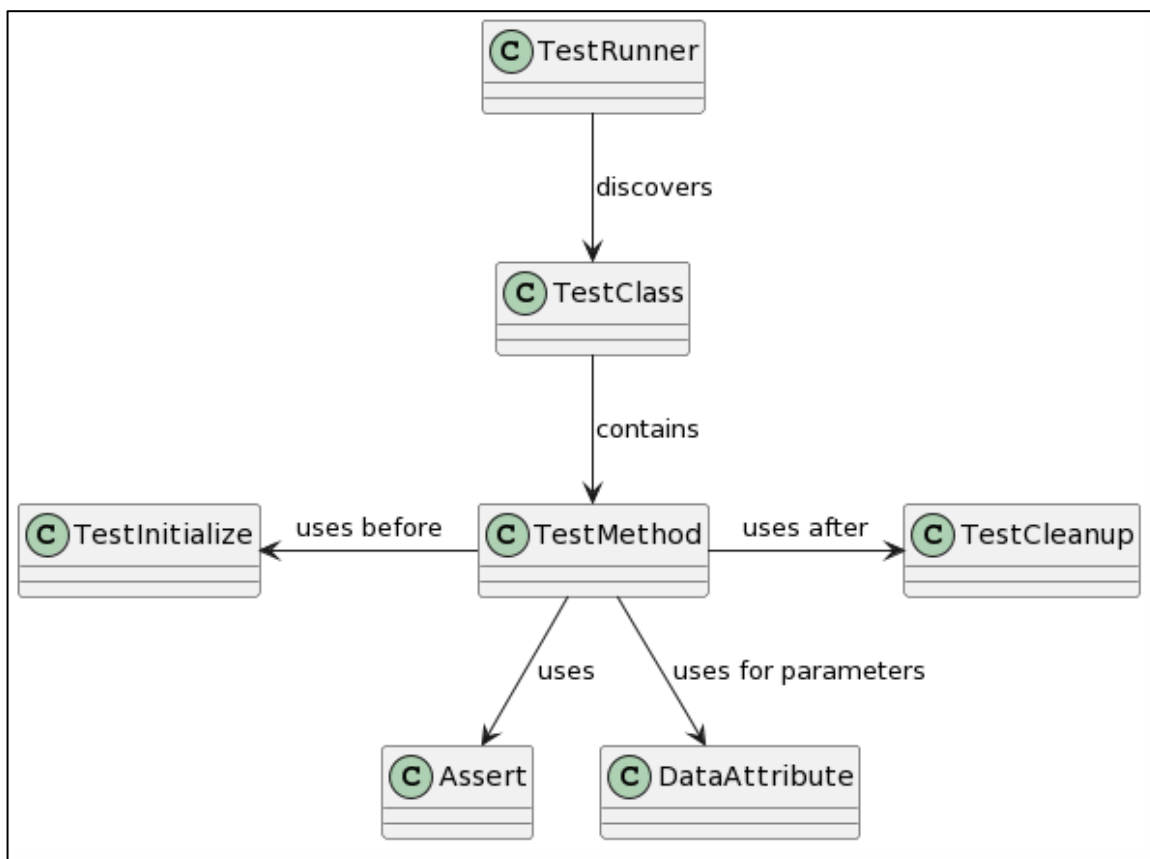 C TestRunner
discovers
C TestClass
contains
C TestInitialize
uses before
C TestMethod
uses after
C TestCleanup
uses
uses for parameters
C Assert
C DataAttribute